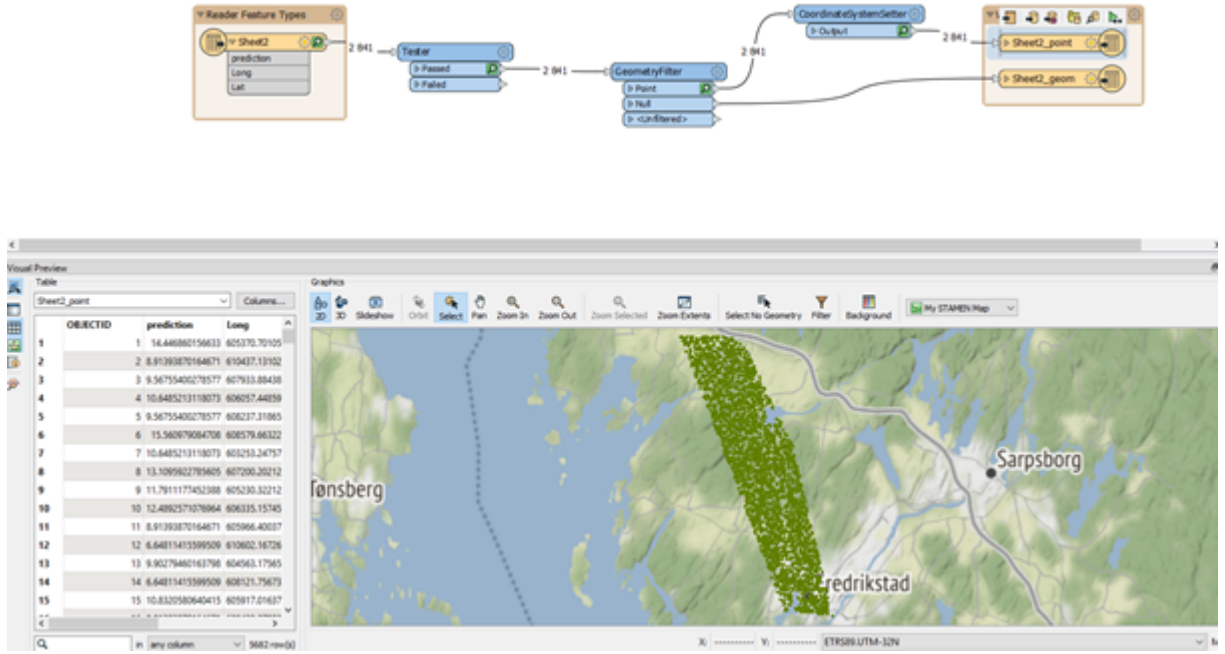 Reader Feature Types
Sheet2
prediction
Long
Lat
2 841
Tester
Passed
Failed
2 841
GeometryFilter
Point
Null
<Unfiltered>
2 841
CoordinateSystemSetter
Output
2 841
Sheet2_point
Sheet2_geom
Visual Preview
Table
Sheet2_point
Columns...
OBJECTID prediction Long
1 1 14.446860156633 605370.70105
2 2 8.91393870164671 610437.13102
3 3 9.56755400278577 607933.88438
4 4 10.6485213118073 606057.44859
5 5 9.56755400278577 608237.31865
6 6 15.560979084708 608579.66322
7 7 10.6485213118073 603253.24757
8 8 13.1095922785605 607200.20212
9 9 11.7911177452388 605230.32212
10 10 12.4892571076964 606335.15745
11 11 8.91393870164671 605966.40037
12 12 6.64811415599509 610602.16726
13 13 9.90279460163798 604563.17565
14 14 6.64811415599509 608121.75673
15 15 10.8320580640415 605917.01637
in any column 5682 row(s)
Graphics
2D 3D Slideshow Orbit Select Pan Zoom In Zoom Out Zoom Selected Zoom Extents Select No Geometry Filter Background My STAMEN Map
Tønsberg
Sarpsborg
redrikstad
X: ---------- Y: ---------- ETRS89.UTM-32N